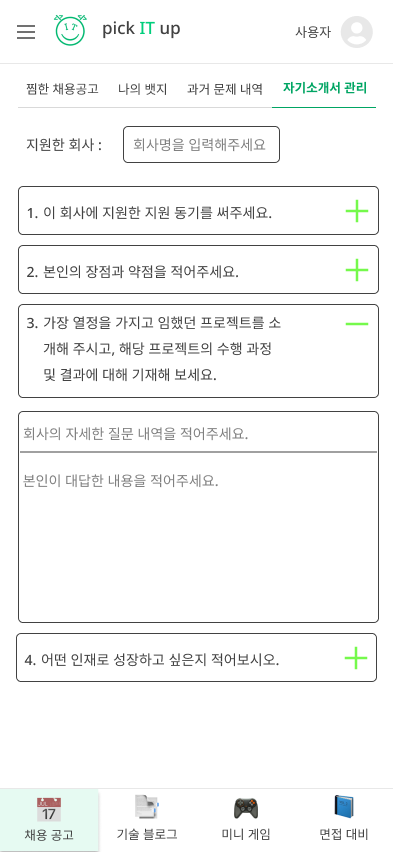 pick IT up
사용자
찜한 채용공고 나의 뱃지 과거 문제 내역 자기소개서 관리
지원한 회사 : 회사명을 입력해주세요
1. 이 회사에 지원한 지원 동기를 써주세요.
2. 본인의 장점과 약점을 적어주세요.
3. 가장 열정을 가지고 임했던 프로젝트를 소
개해 주시고, 해당 프로젝트의 수행 과정
및 결과에 대해 기재해 보세요.
회사의 자세한 질문 내역을 적어주세요.
본인이 대답한 내용을 적어주세요.
4. 어떤 인재로 성장하고 싶은지 적어보시오.
17
채용 공고 기술 블로그 미니 게임 면접 대비